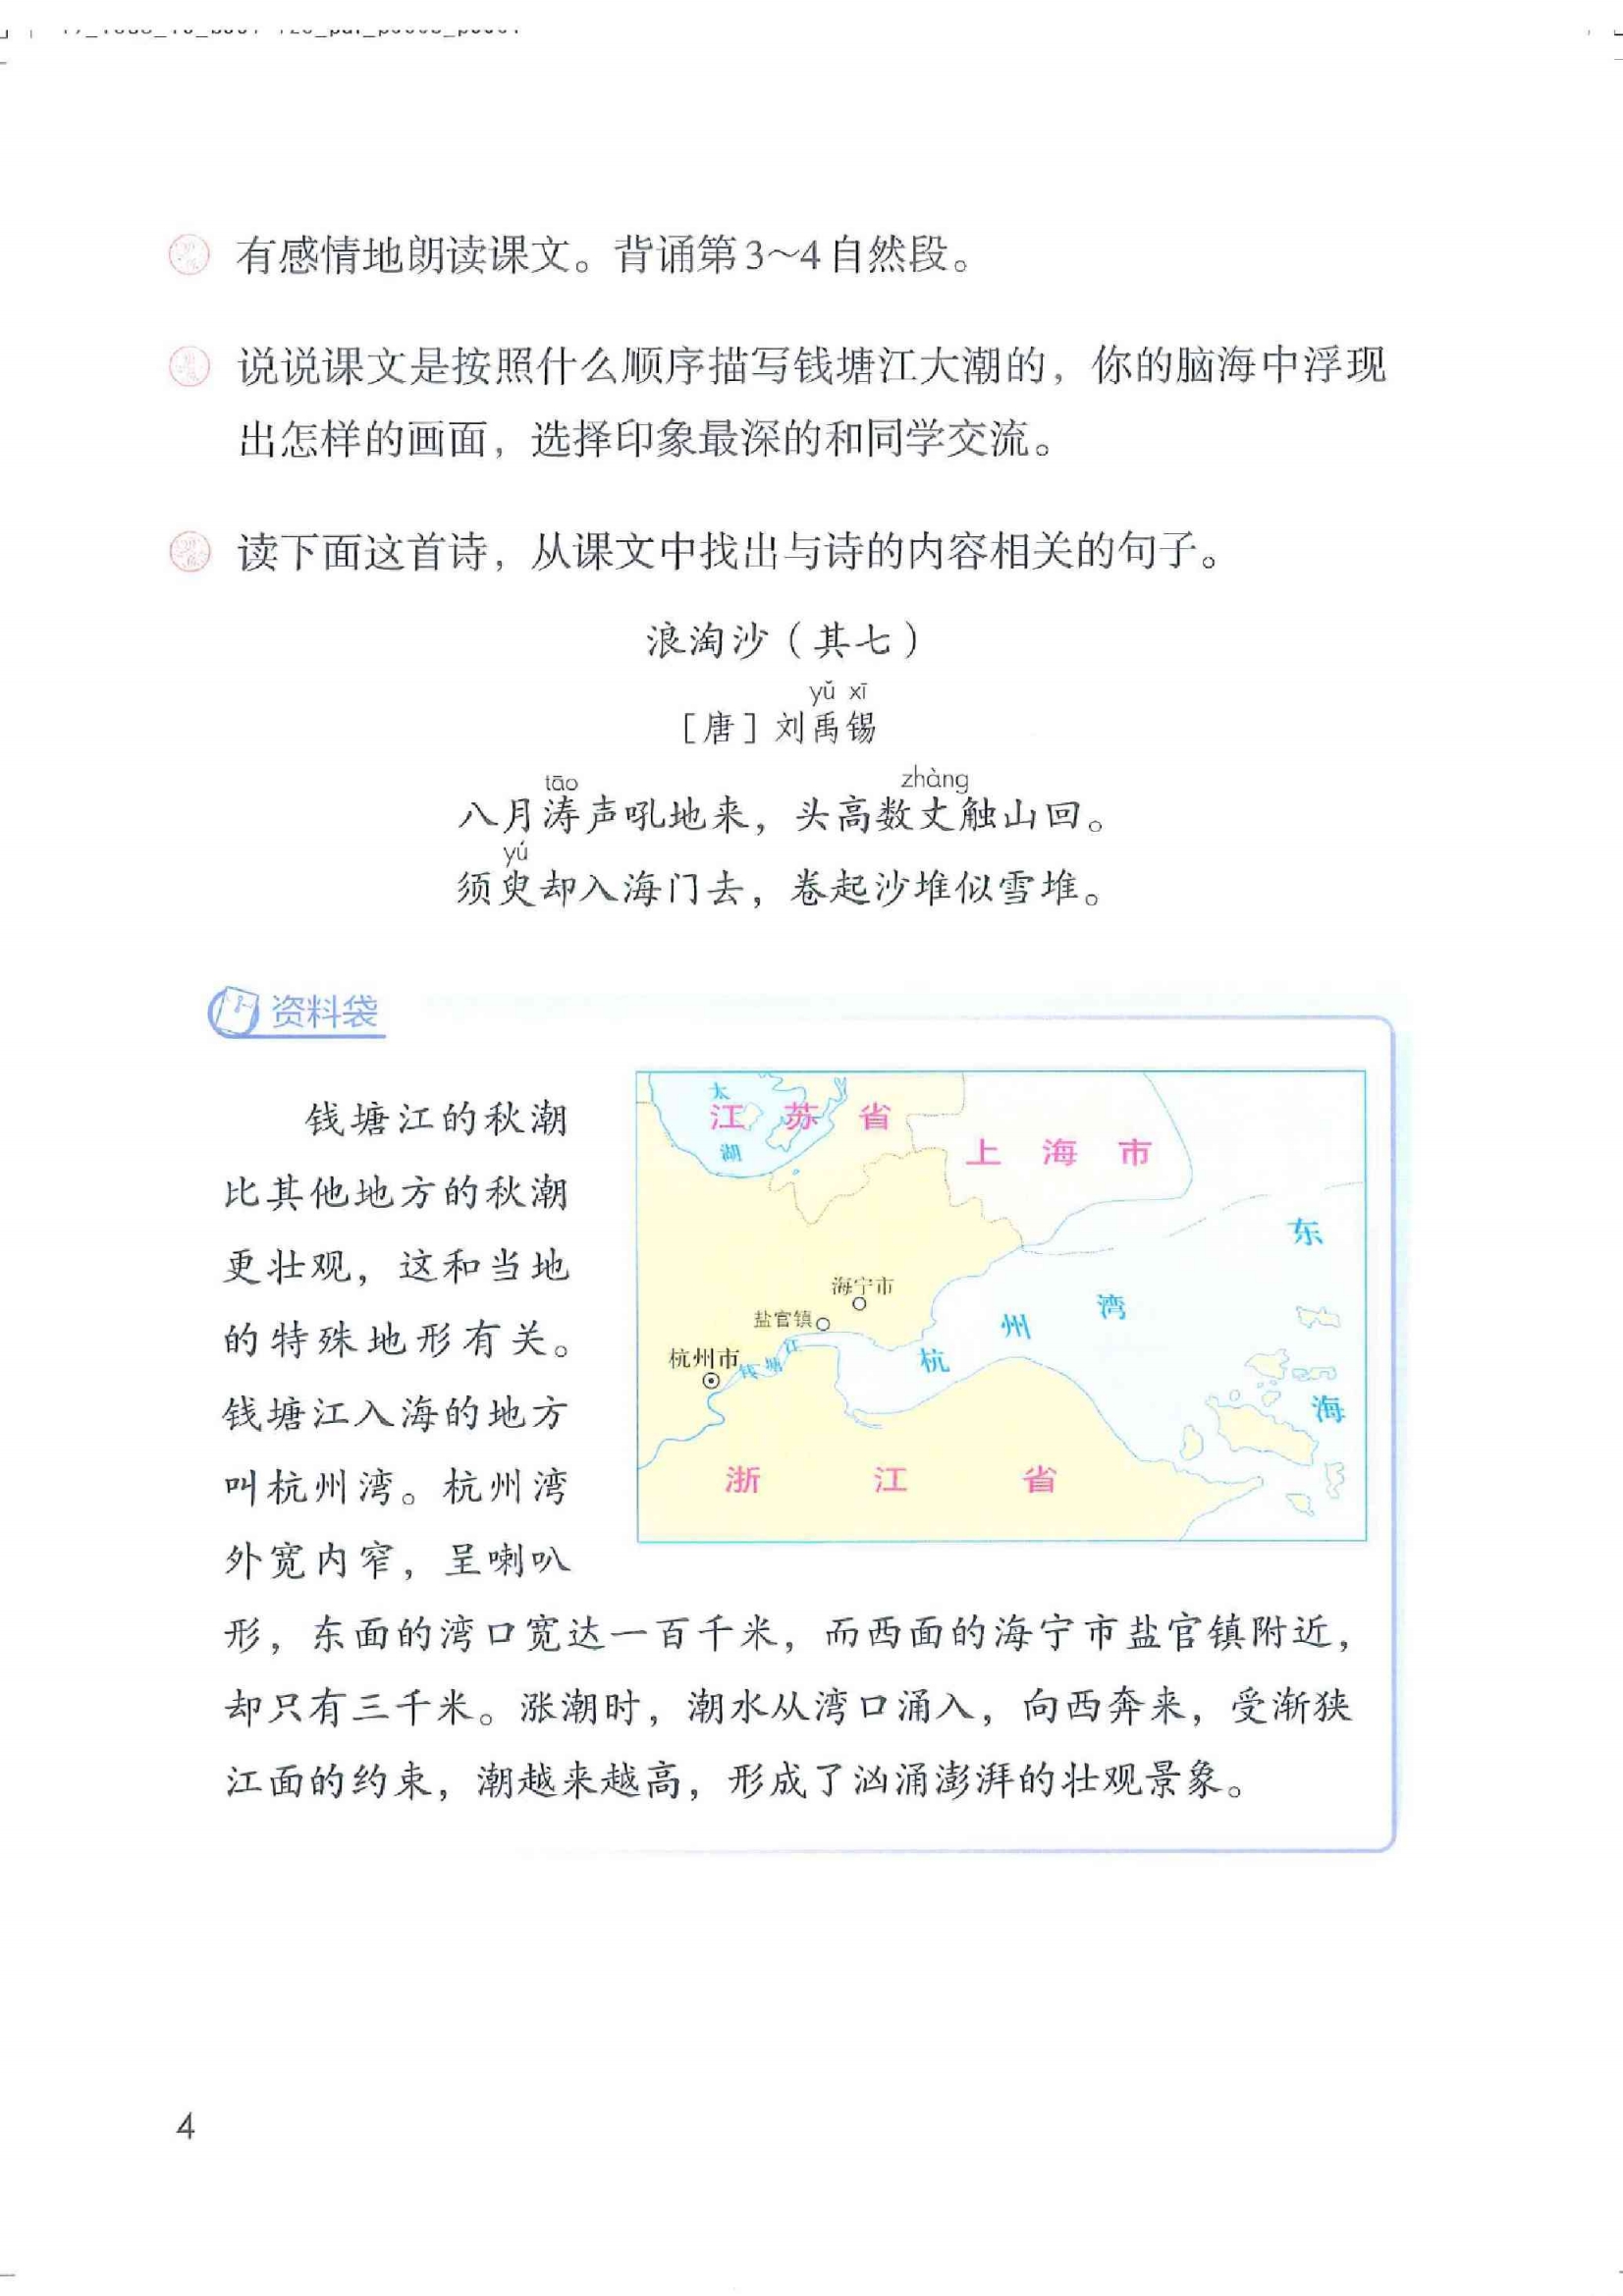 有感情地朗读课文。背诵第3～4自然段。
说说课文是按照什么顺序描写钱塘江大潮的，你的脑海中浮现
出怎样的画面，选择印象最深的和同学交流。
读下面这首诗，从课文中找出与诗的内容相关的句子。
浪淘沙（其七）
yǔ xī
［唐］刘禹锡
tāo zhàng
八月涛声吼地来，头高数丈触山回。
yú
须臾却入海门去，卷起沙堆似雪堆。
资料袋
钱塘江的秋潮
比其他地方的秋潮
更壮观，这和当地
的特殊地形有关。
钱塘江入海的地方
叫杭州湾。杭州湾
外宽内窄，呈喇叭
太湖
江苏省
上海市
东海
海宁市
盐官镇
杭州市
钱塘江
杭州湾
浙江省
形，东面的湾口宽达一百千米，而西面的海宁市盐官镇附近，
却只有三千米。涨潮时，潮水从湾口涌入，向西奔来，受渐狭
江面的约束，潮越来越高，形成了汹涌澎湃的壮观景象。
4